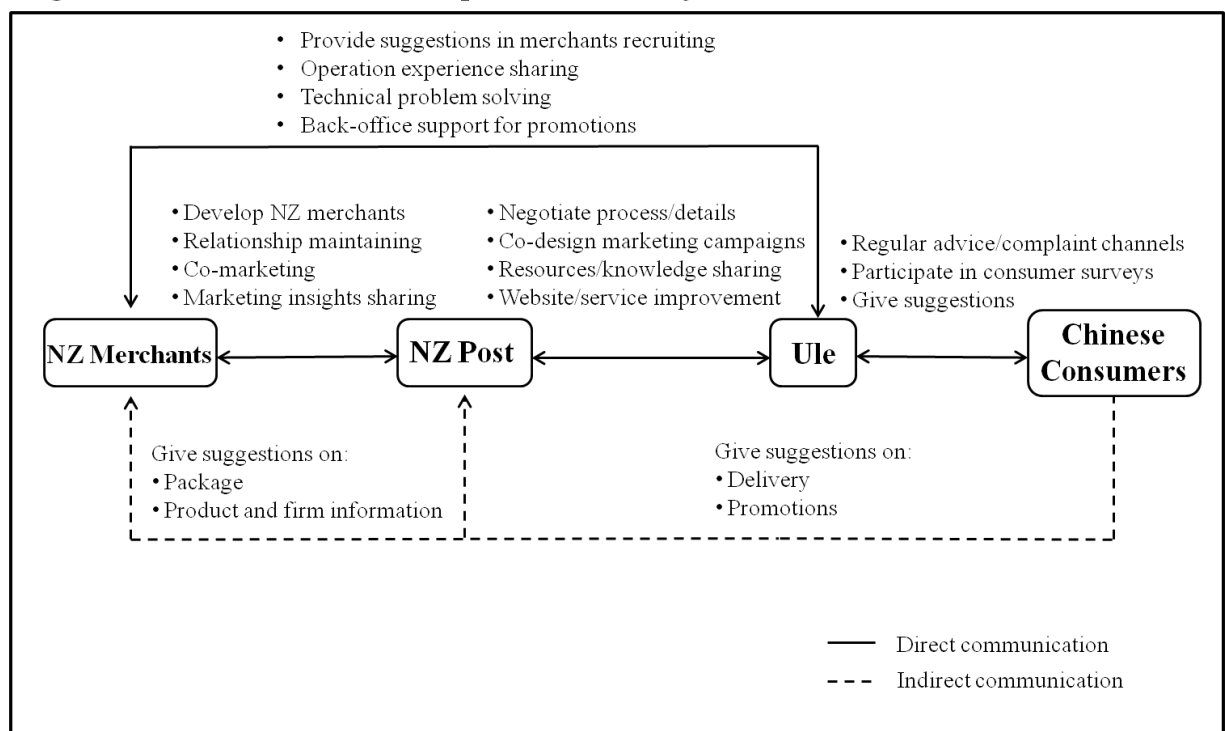 • Provide suggestions in merchants recruiting
• Operation experience sharing
• Technical problem solving
• Back-office support for promotions
• Develop NZ merchants
• Relationship maintaining
• Co-marketing
• Marketing insights sharing
• Negotiate process/details
• Co-design marketing campaigns
• Resources/knowledge sharing
• Website/service improvement
• Regular advice/complaint channels
• Participate in consumer surveys
• Give suggestions
NZ Merchants
NZ Post
Ule
Chinese
Consumers
Give suggestions on:
• Package
• Product and firm information
Give suggestions on:
• Delivery
• Promotions
Direct communication
Indirect communication